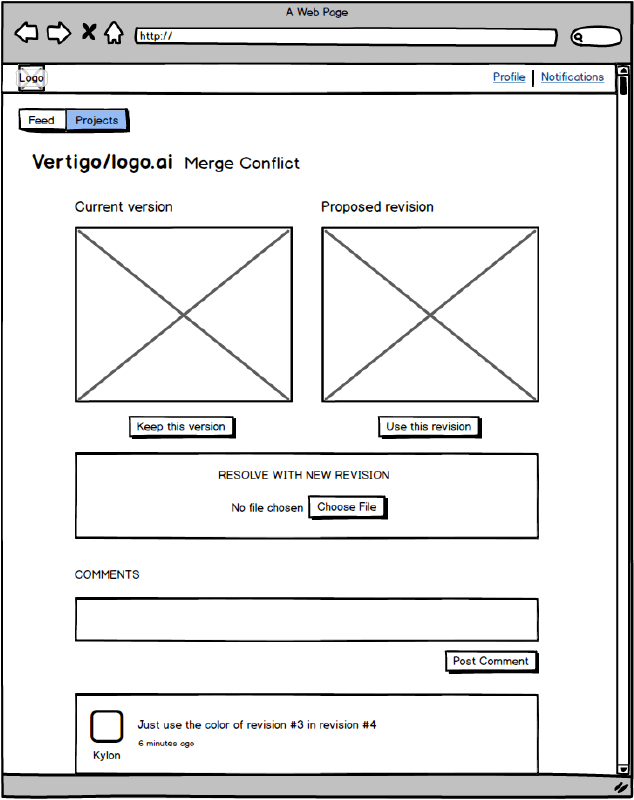 A Web Page
http://
Logo
Profile
Notifications
Feed
Projects
Vertigo/logo.ai Merge Conflict
Current version
Proposed revision
Keep this version
Use this revision
RESOLVE WITH NEW REVISION
No file chosen
Choose File
COMMENTS
Post Comment
Just use the color of revision #3 in revision #4
6 minutes ago
Kylon